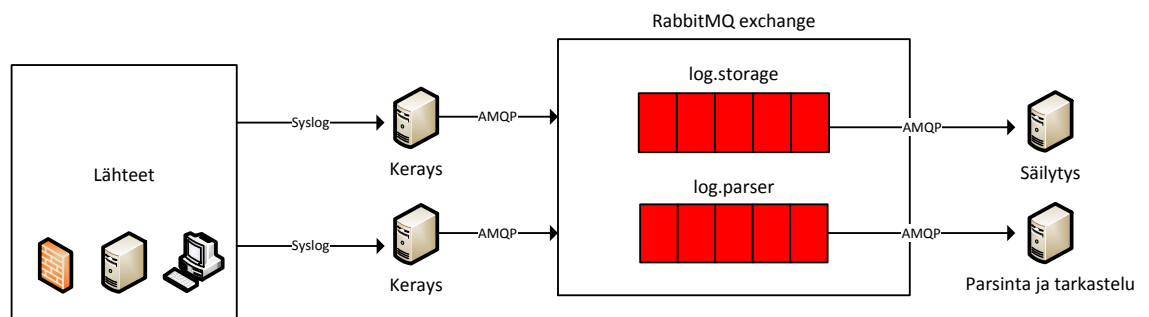 RabbitMQ exchange
Lähteet
Syslog
Kerays
AMQP
log.storage
AMQP
Säilytys
Syslog
Kerays
AMQP
log.parser
AMQP
Parsinta ja tarkastelu